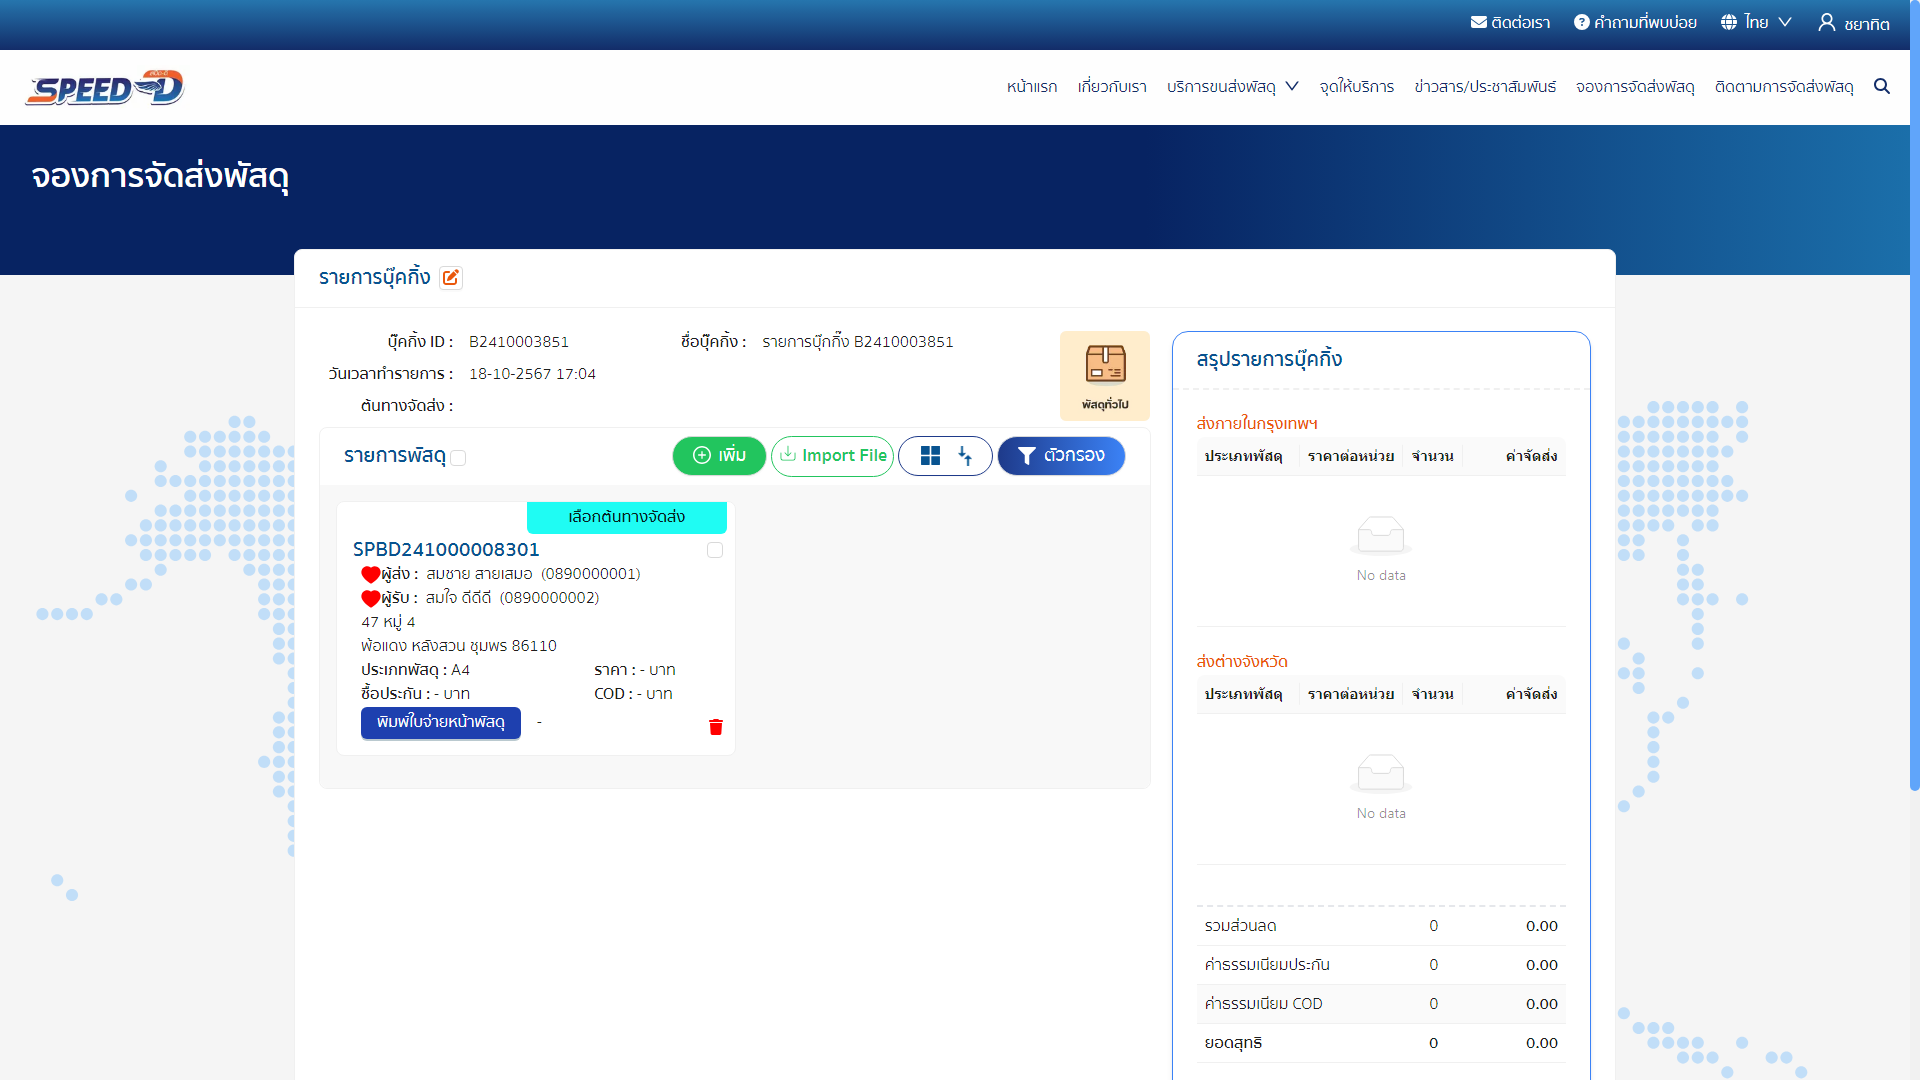 ติดต่อเรา
คำถามที่พบบ่อย
ไทย
ชยาทิต
SPEED D
หน้าแรก
เกี่ยวกับเรา
บริการขนส่งพัสดุ
จุดให้บริการ
ข่าวสาร/ประชาสัมพันธ์
จองการจัดส่งพัสดุ
ติดตามการจัดส่งพัสดุ
จองการจัดส่งพัสดุ
รายการบุ๊คกิ้ง
บุ๊คกิ้ง ID : B2410003851
ชื่อบุ๊คกิ้ง : รายการบุ๊กกิ๊ง B2410003851
วันเวลาทำรายการ : 18-10-2567 17:04
ต้นทางจัดส่ง :
พัสดุทั่วไป
รายการพัสดุ
เพิ่ม
Import File
ตัวกรอง
เลือกต้นทางจัดส่ง
SPBD241000008301
ผู้ส่ง : สมชาย สายเสมอ (0890000001)
ผู้รับ : สมใจ ดีดีดี (0890000002)
47 หมู่ 4
พ้อแดง หลังสวน ชุมพร 86110
ประเภทพัสดุ : A4
ราคา : - บาท
ซื้อประกัน : - บาท
COD : - บาท
พิมพ์ใบจ่ายหน้าพัสดุ
-
สรุปรายการบุ๊คกิ้ง
ส่งภายในกรุงเทพฯ
ประเภทพัสดุ ราคาต่อหน่วย จำนวน ค่าจัดส่ง
No data
ส่งต่างจังหวัด
ประเภทพัสดุ ราคาต่อหน่วย จำนวน ค่าจัดส่ง
No data
รวมส่วนลด 0 0.00
ค่าธรรมเนียมประกัน 0 0.00
ค่าธรรมเนียม COD 0 0.00
ยอดสุทธิ 0 0.00